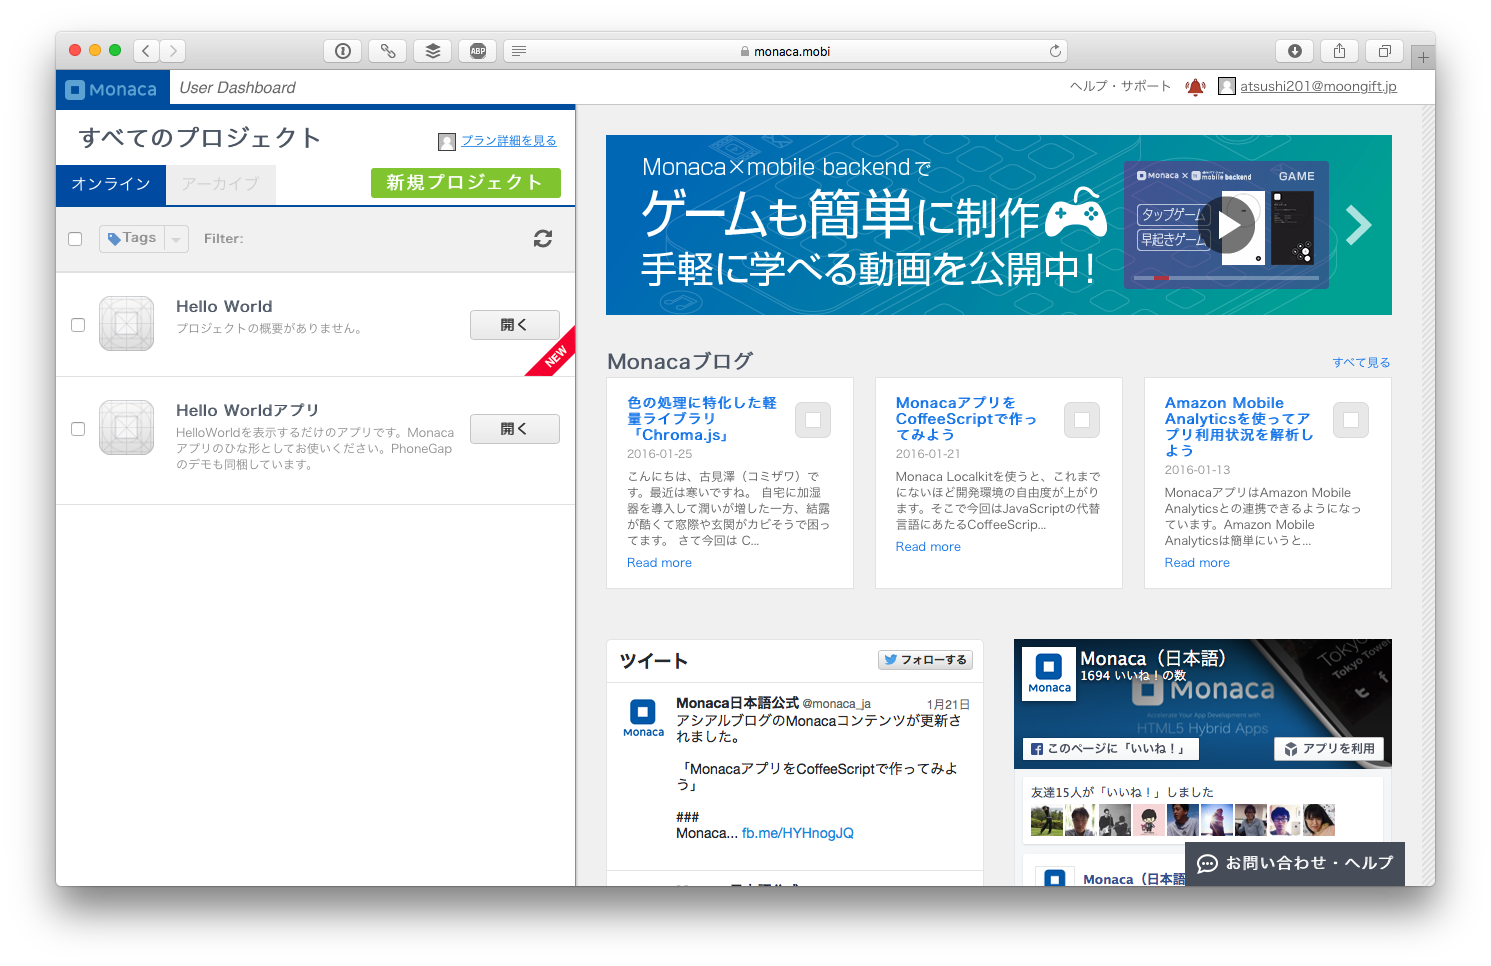 monaca.mobi
ABP
Monaca
User Dashboard
ヘルプ・サポート
atsushi201@moongift.jp
すべてのプロジェクト
プラン詳細を見る
オンライン
アーカイブ
新規プロジェクト
Tags
Filter:
Hello World
プロジェクトの概要がありません。
開く
NEW
Hello Worldアプリ
HelloWorldを表示するだけのアプリです。Monaca
アプリのひな形としてお使いください。PhoneGap
のデモも同梱しています。
開く
Monaca×mobile backendで
ゲームも簡単に制作
手軽に学べる動画を公開中!
Monaca × mobile backend
GAME
タップゲーム
早起きゲーム
Monacaブログ
すべて見る
色の処理に特化した軽
量ライブラリ
「Chroma.js」
2016-01-25
こんにちは、古見澤（コミザワ）で
す。最近は寒いですね。 自宅に加湿
器を導入して潤いが増した一方、結露
が酷くて窓際や玄関がカビそうで困っ
てます。 さて今回は C...
Read more
Monacaアプリを
CoffeeScriptで作っ
てみよう
2016-01-21
Monaca Localkitを使うと、これまで
にないほど開発環境の自由度が上がり
ます。そこで今回はJavaScriptの代替
言語にあたるCoffeeScrip...
Read more
Amazon Mobile
Analyticsを使ってア
プリ利用状況を解析し
よう
2016-01-13
MonacaアプリはAmazon Mobile
Analyticsとの連携できるようになっ
ています。Amazon Mobile
Analyticsは簡単にいうと...
Read more
ツイート
フォローする
Monaca
Monaca日本語公式 @monaca_ja
1月21日
アシアルブログのMonacaコンテンツが更新さ
れました。
「MonacaアプリをCoffeeScriptで作ってみよ
う」
###
Monaca... fb.me/HYHnogJQ
Monaca
Monaca（日本語）
1694 いいね！の数
Monaca
Accelerate Your App Development with
HTML5 Hybrid Apps
Tokyo
Tokyo Tower
このページに「いいね！」
アプリを利用
友達15人が「いいね！」しました
Monaca（日本語
お問い合わせ・ヘルプ